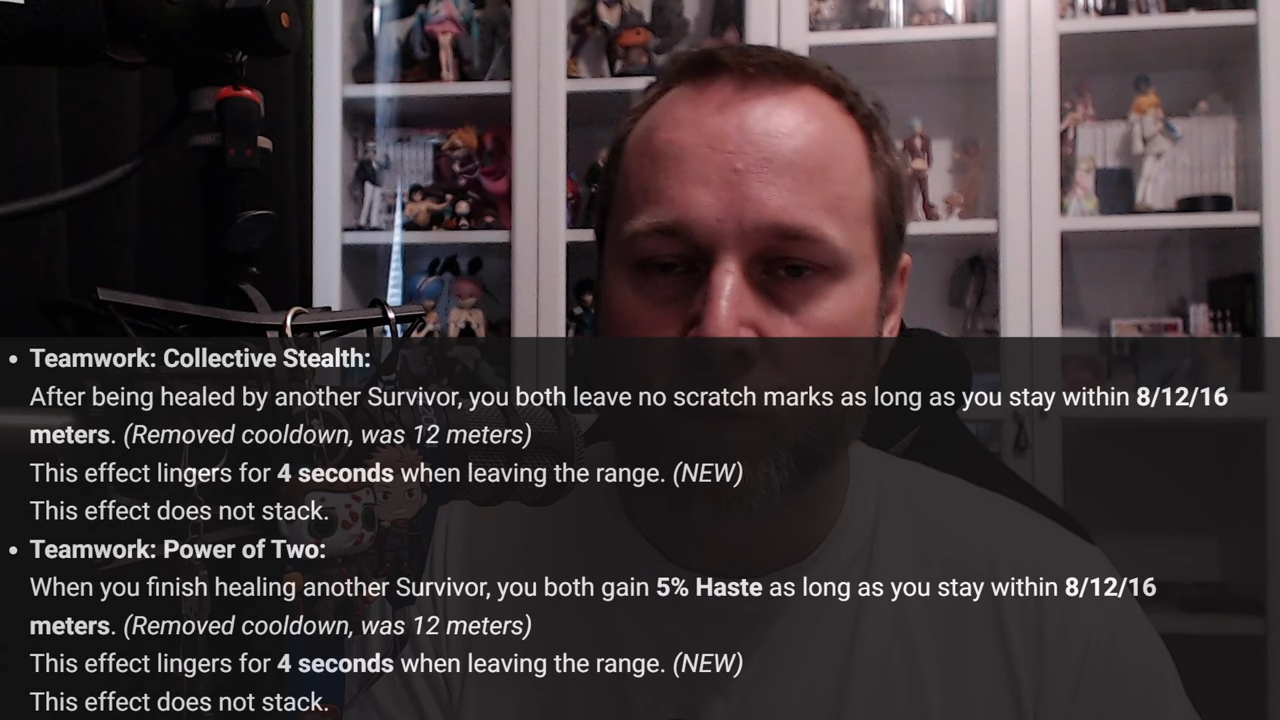 • Teamwork: Collective Stealth:
After being healed by another Survivor, you both leave no scratch marks as long as you stay within 8/12/16
meters. (Removed cooldown, was 12 meters)
This effect lingers for 4 seconds when leaving the range. (NEW)
This effect does not stack.
• Teamwork: Power of Two:
When you finish healing another Survivor, you both gain 5% Haste as long as you stay within 8/12/16
meters. (Removed cooldown, was 12 meters)
This effect lingers for 4 seconds when leaving the range. (NEW)
This effect does not stack.